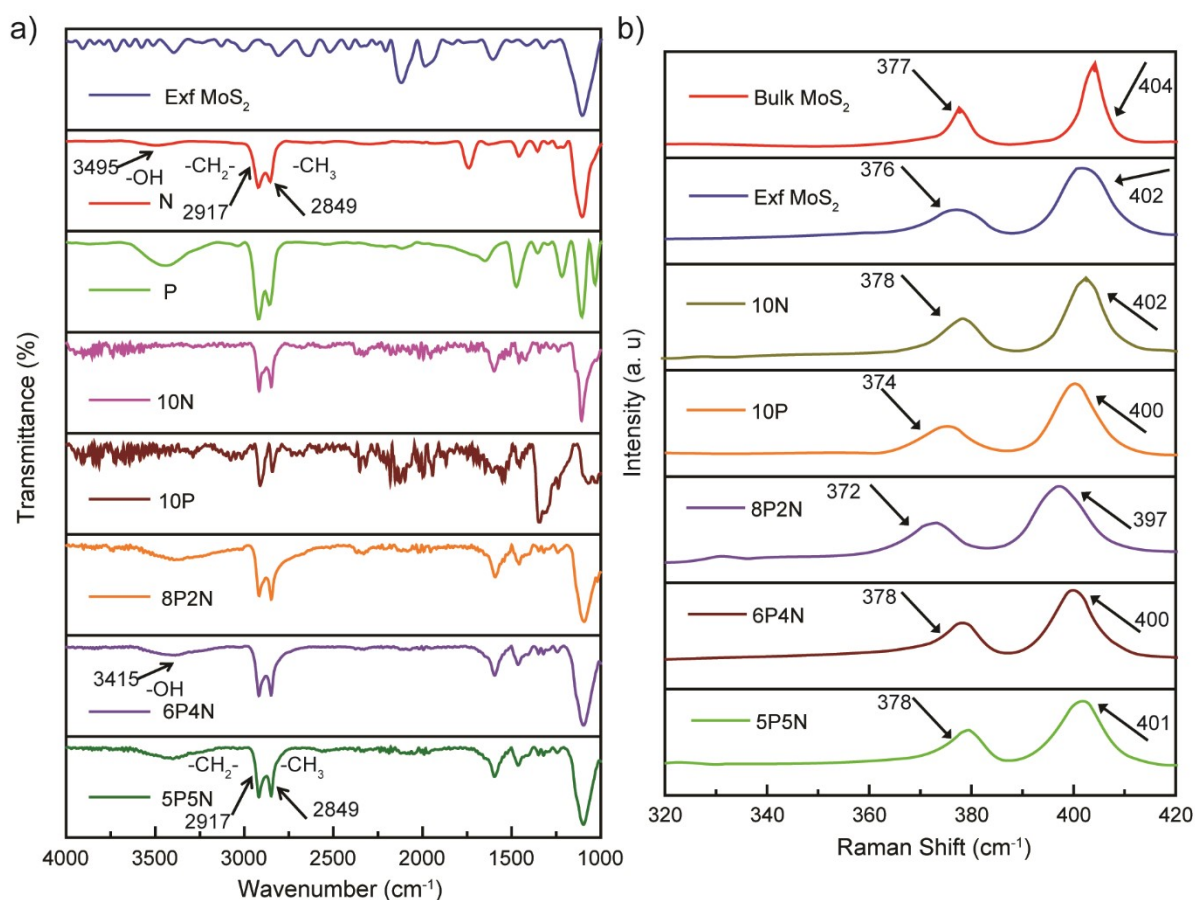 a)
Transmittance (%)
Exf MoS₂
3495
-OH
-CH₂-
-CH₃
2917
2849
N
P
10N
10P
8P2N
3415
-OH
6P4N
-CH₂-
-CH₃
5P5N
2917
2849
4000 3500 3000 2500 2000 1500 1000
Wavenumber (cm⁻¹)
b)
Intensity (a. u)
Bulk MoS₂
377
404
Exf MoS₂
376
402
10N
378
402
10P
374
400
8P2N
372
397
6P4N
378
400
5P5N
378
401
320 340 360 380 400 420
Raman Shift (cm⁻¹)